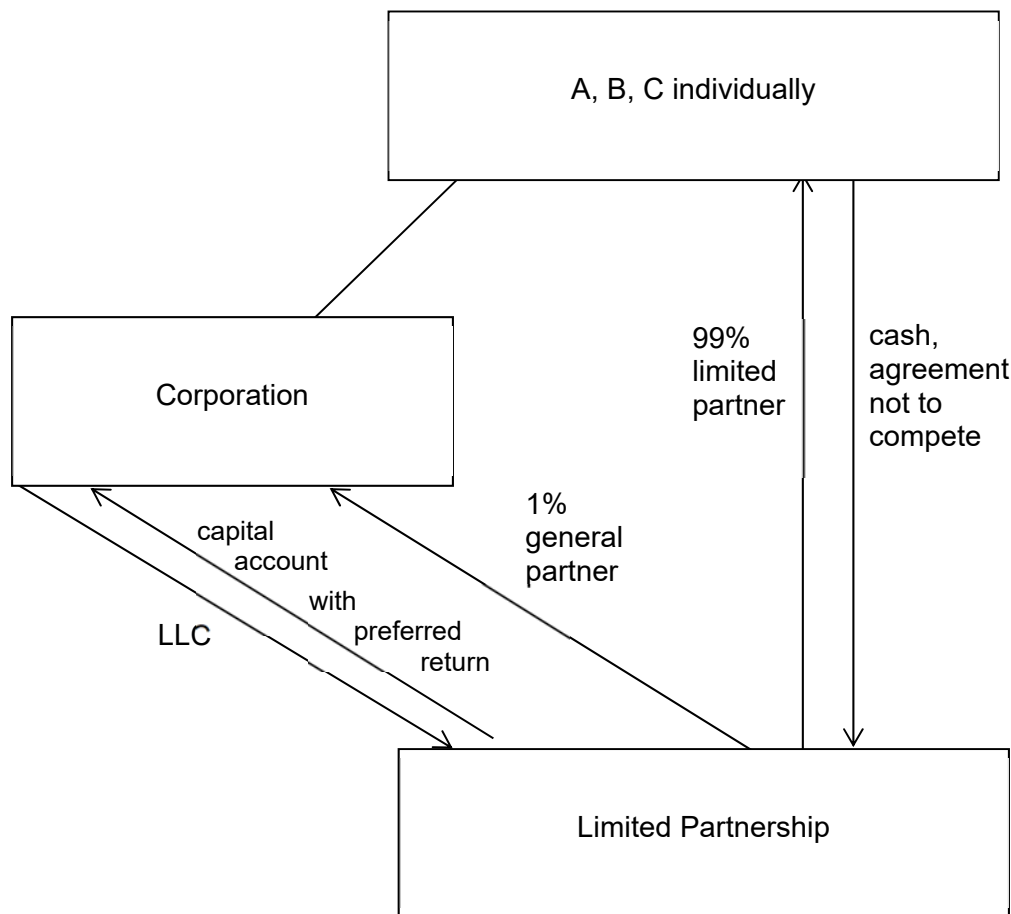 A, B, C individually
Corporation
99%
limited
partner
cash,
agreement
not to
compete
1%
general
partner
capital
account
with
preferred
return
LLC
Limited Partnership